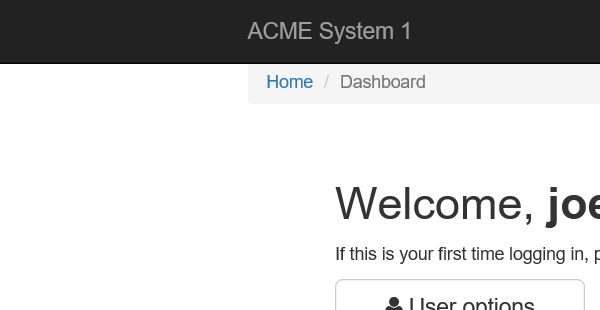 ACME System 1
Home / Dashboard
Welcome, joe
If this is your first time logging in, p
User options